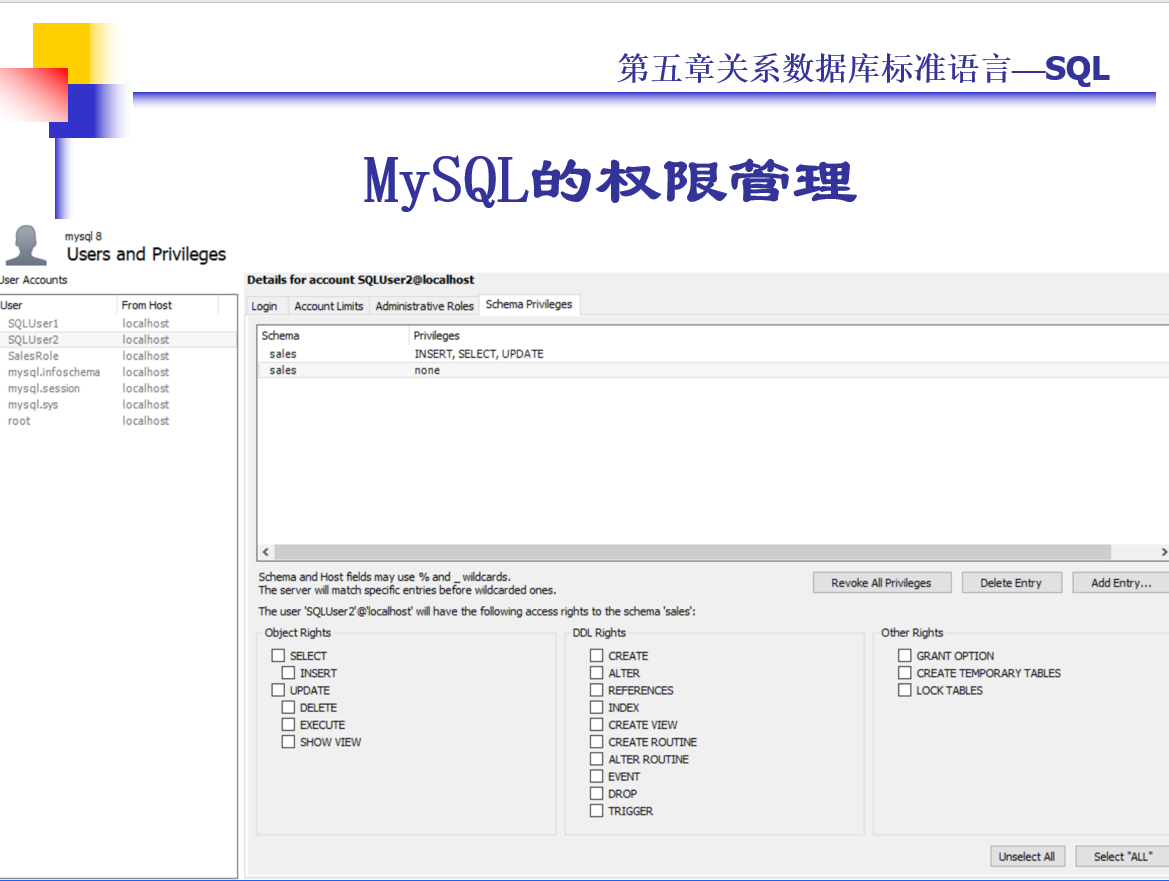 第五章关系数据库标准语言—SQL
MySQL的权限管理
mysql 8
Users and Privileges
User Accounts
User From Host
SQLUser1 localhost
SQLUser2 localhost
SalesRole localhost
mysql.infoschema localhost
mysql.session localhost
mysql.sys localhost
root localhost
Details for account SQLUser2@localhost
Login Account Limits Administrative Roles Schema Privileges
Schema Privileges
sales INSERT, SELECT, UPDATE
sales none
Schema and Host fields may use % and _ wildcards.
The server will match specific entries before wildcarded ones.
Revoke All Privileges Delete Entry Add Entry...
The user 'SQLUser2'@'localhost' will have the following access rights to the schema 'sales':
Object Rights
SELECT
INSERT
UPDATE
DELETE
EXECUTE
SHOW VIEW
DDL Rights
CREATE
ALTER
REFERENCES
INDEX
CREATE VIEW
CREATE ROUTINE
ALTER ROUTINE
EVENT
DROP
TRIGGER
Other Rights
GRANT OPTION
CREATE TEMPORARY TABLES
LOCK TABLES
Unselect All Select "ALL"